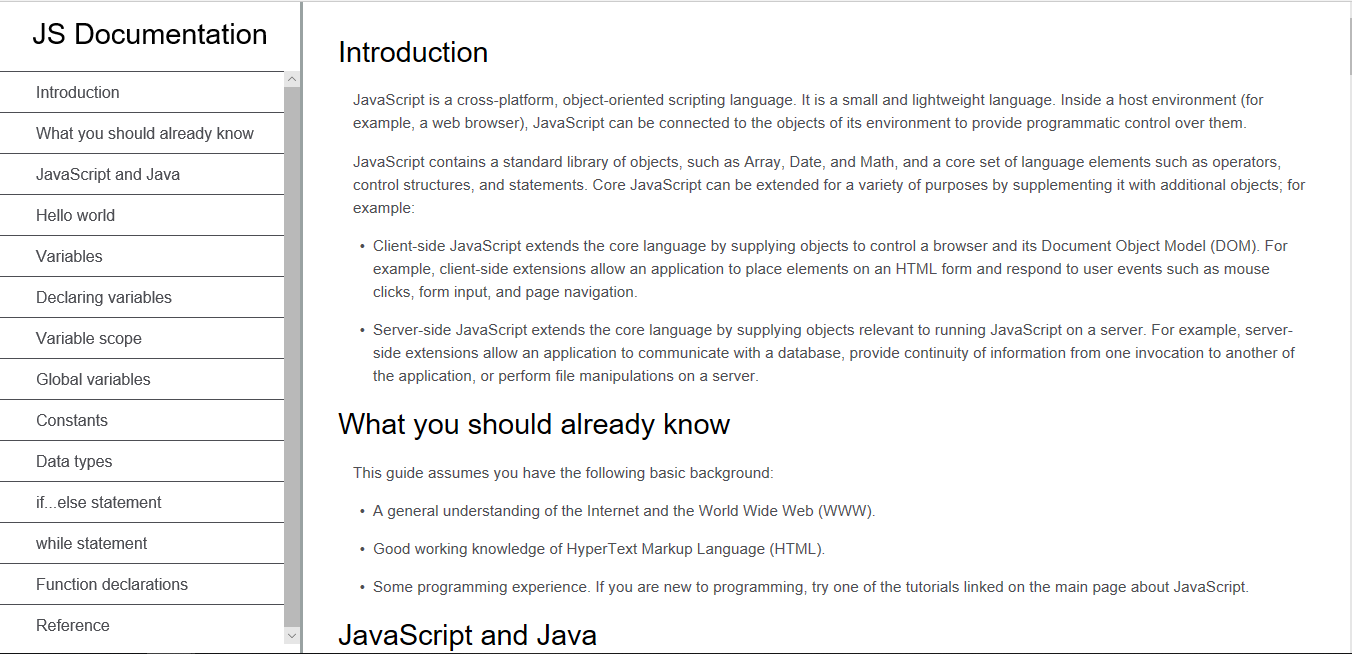 JS Documentation
Introduction
What you should already know
JavaScript and Java
Hello world
Variables
Declaring variables
Variable scope
Global variables
Constants
Data types
if...else statement
while statement
Function declarations
Reference
Introduction
JavaScript is a cross-platform, object-oriented scripting language. It is a small and lightweight language. Inside a host environment (for
example, a web browser), JavaScript can be connected to the objects of its environment to provide programmatic control over them.
JavaScript contains a standard library of objects, such as Array, Date, and Math, and a core set of language elements such as operators,
control structures, and statements. Core JavaScript can be extended for a variety of purposes by supplementing it with additional objects; for
example:
• Client-side JavaScript extends the core language by supplying objects to control a browser and its Document Object Model (DOM). For
example, client-side extensions allow an application to place elements on an HTML form and respond to user events such as mouse
clicks, form input, and page navigation.
• Server-side JavaScript extends the core language by supplying objects relevant to running JavaScript on a server. For example, server-
side extensions allow an application to communicate with a database, provide continuity of information from one invocation to another of
the application, or perform file manipulations on a server.
What you should already know
This guide assumes you have the following basic background:
• A general understanding of the Internet and the World Wide Web (WWW).
• Good working knowledge of HyperText Markup Language (HTML).
• Some programming experience. If you are new to programming, try one of the tutorials linked on the main page about JavaScript.
JavaScript and Java